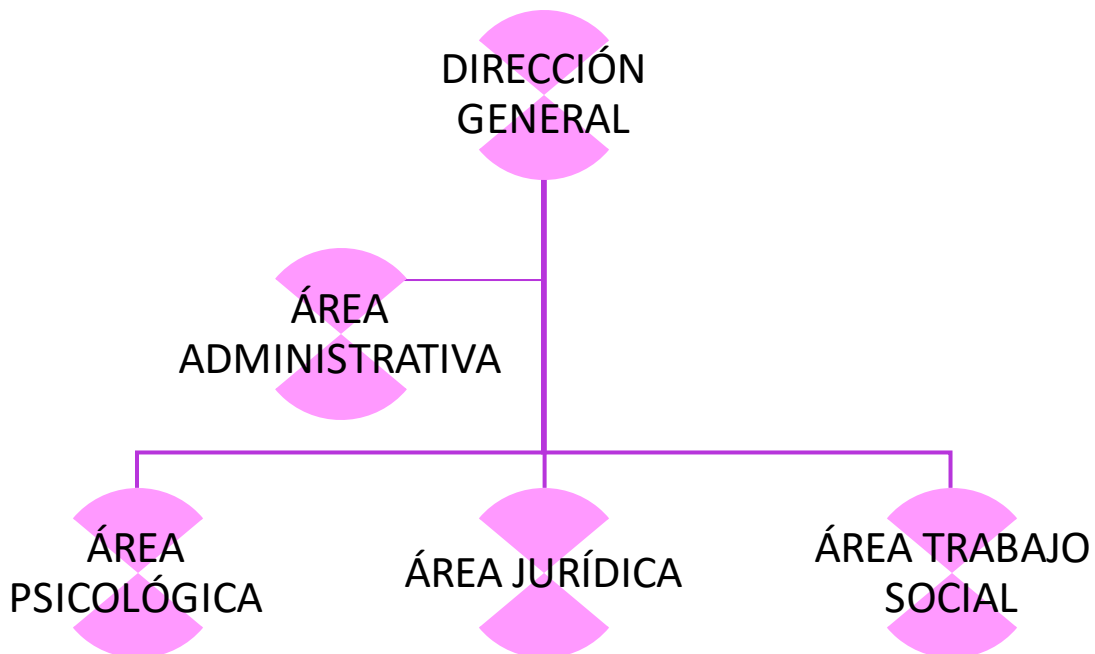 DIRECCIÓN
GENERAL
ÁREA
ADMINISTRATIVA
ÁREA
PSICOLÓGICA
ÁREA JURÍDICA
ÁREA TRABAJO
SOCIAL